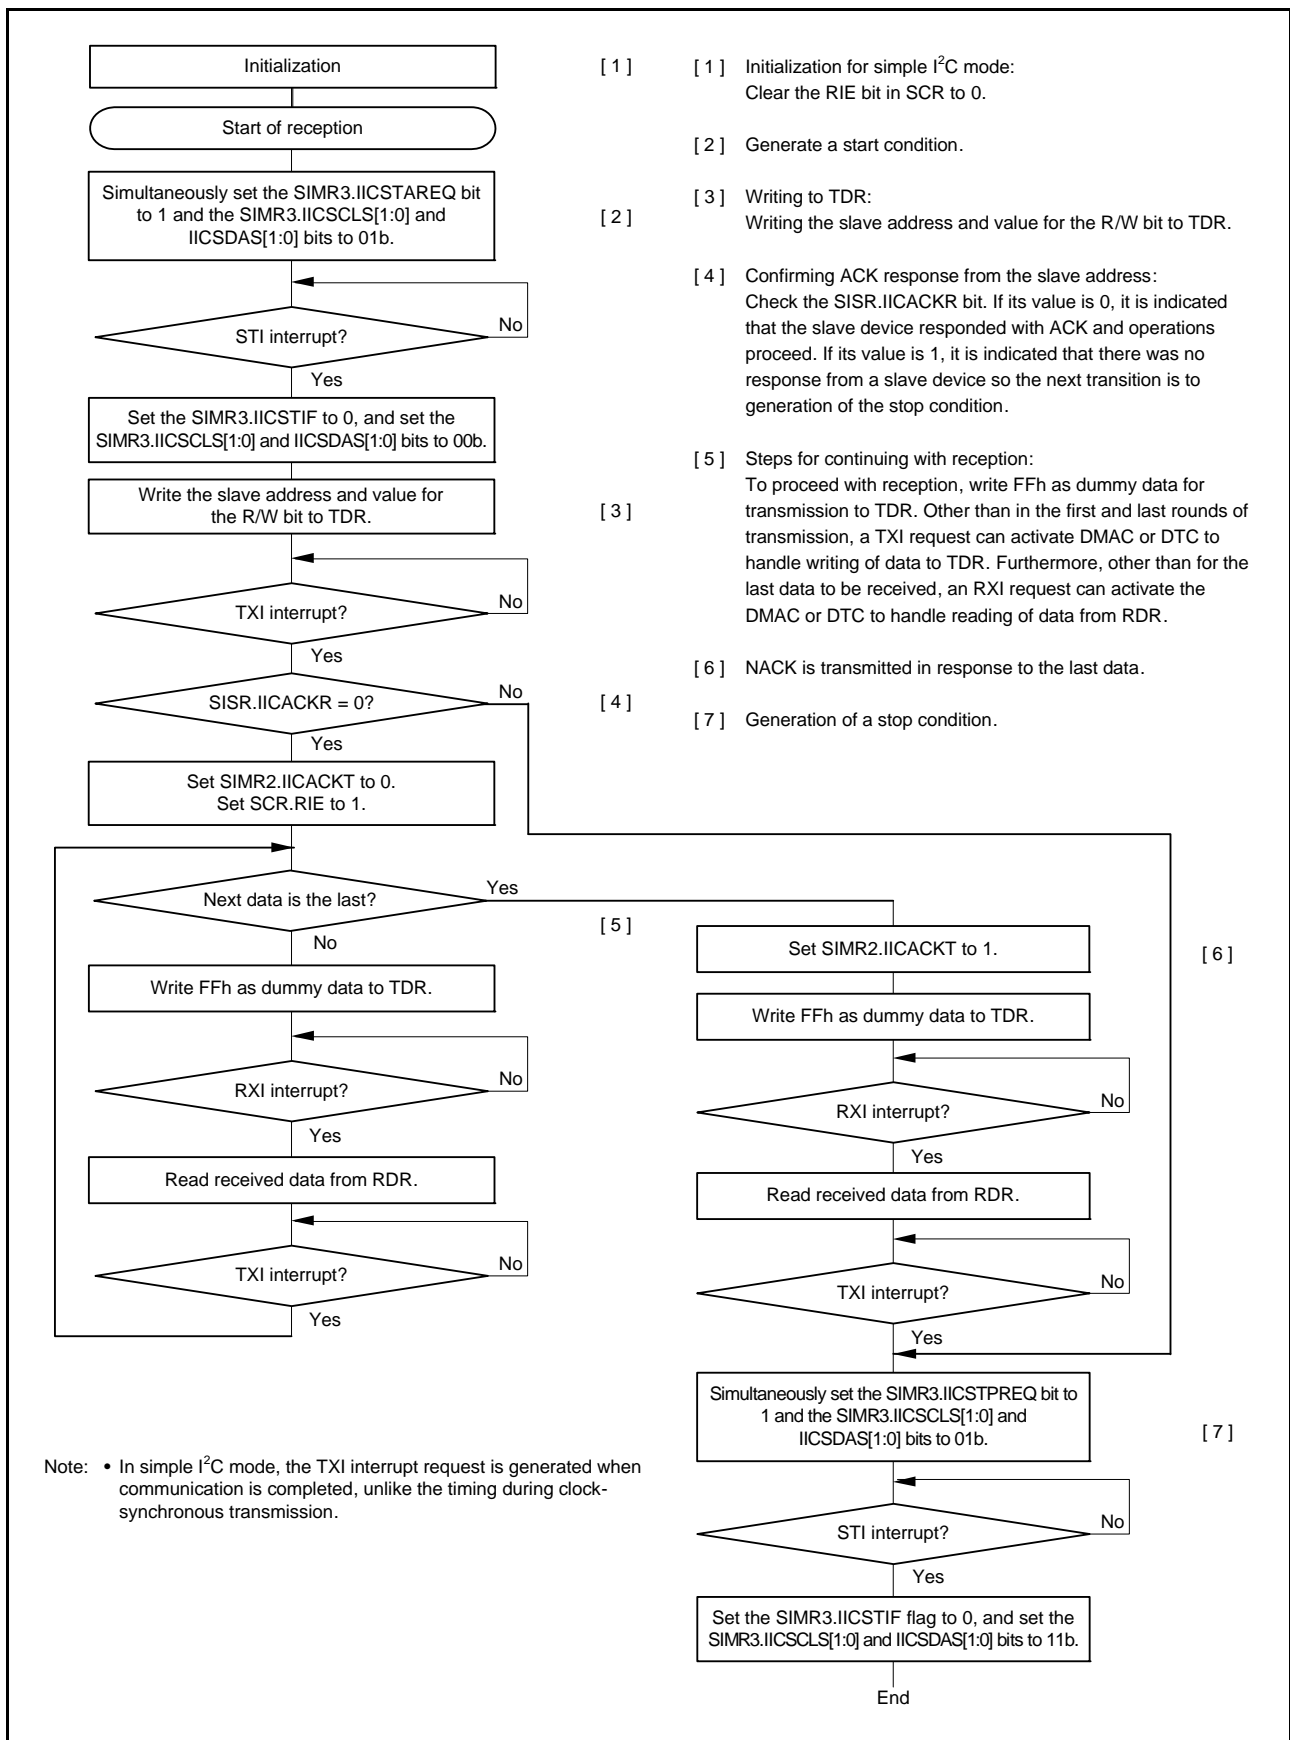 Initialization
[ 1 ]
Start of reception
Simultaneously set the SIMR3.IICSTAREQ bit
to 1 and the SIMR3.IICSCLS[1:0] and
IICSDAS[1:0] bits to 01b.
[ 2 ]
STI interrupt?
No
Yes
Set the SIMR3.IICSTIF to 0, and set the
SIMR3.IICSCLS[1:0] and IICSDAS[1:0] bits to 00b.
Write the slave address and value for
the R/W bit to TDR.
[ 3 ]
TXI interrupt?
No
Yes
SISR.IICACKR = 0?
No
[ 4 ]
Yes
Set SIMR2.IICACKT to 0.
Set SCR.RIE to 1.
Next data is the last?
Yes
[ 5 ]
No
Write FFh as dummy data to TDR.
RXI interrupt?
No
Yes
Read received data from RDR.
TXI interrupt?
No
Yes
[ 1 ] Initialization for simple I²C mode:
Clear the RIE bit in SCR to 0.
[ 2 ] Generate a start condition.
[ 3 ] Writing to TDR:
Writing the slave address and value for the R/W bit to TDR.
[ 4 ] Confirming ACK response from the slave address:
Check the SISR.IICACKR bit. If its value is 0, it is indicated
that the slave device responded with ACK and operations
proceed. If its value is 1, it is indicated that there was no
response from a slave device so the next transition is to
generation of the stop condition.
[ 5 ] Steps for continuing with reception:
To proceed with reception, write FFh as dummy data for
transmission to TDR. Other than in the first and last rounds of
transmission, a TXI request can activate DMAC or DTC to
handle writing of data to TDR. Furthermore, other than for the
last data to be received, an RXI request can activate the
DMAC or DTC to handle reading of data from RDR.
[ 6 ] NACK is transmitted in response to the last data.
[ 7 ] Generation of a stop condition.
Set SIMR2.IICACKT to 1.
[ 6 ]
Write FFh as dummy data to TDR.
RXI interrupt?
No
Yes
Read received data from RDR.
TXI interrupt?
No
Yes
Simultaneously set the SIMR3.IICSTPREQ bit to
1 and the SIMR3.IICSCLS[1:0] and
IICSDAS[1:0] bits to 01b.
[ 7 ]
STI interrupt?
No
Yes
Set the SIMR3.IICSTIF flag to 0, and set the
SIMR3.IICSCLS[1:0] and IICSDAS[1:0] bits to 11b.
End
Note: • In simple I²C mode, the TXI interrupt request is generated when
communication is completed, unlike the timing during clock-
synchronous transmission.